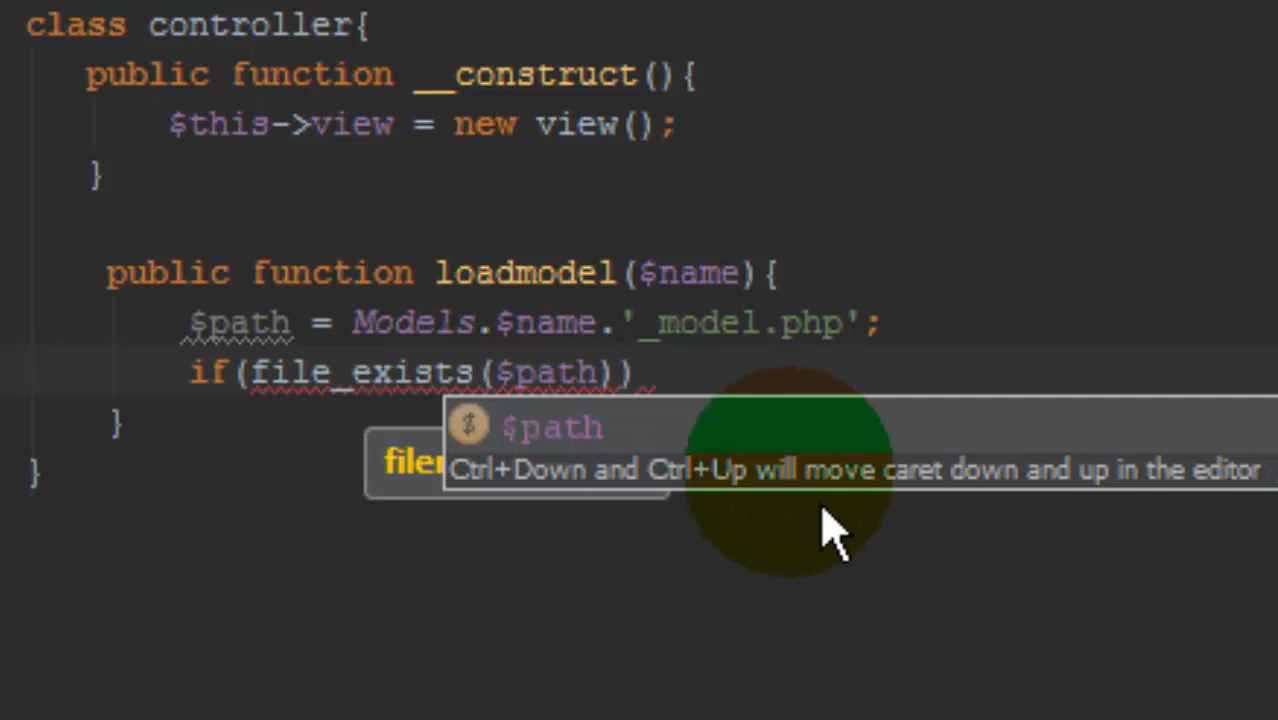 class controller{
public function __construct(){
$this->view = new view();
}
public function loadmodel($name){
$path = Models.$name.'_model.php';
if(file_exists($path))
}
$ $path
Ctrl+Down and Ctrl+Up will move caret down and up in the editor
}